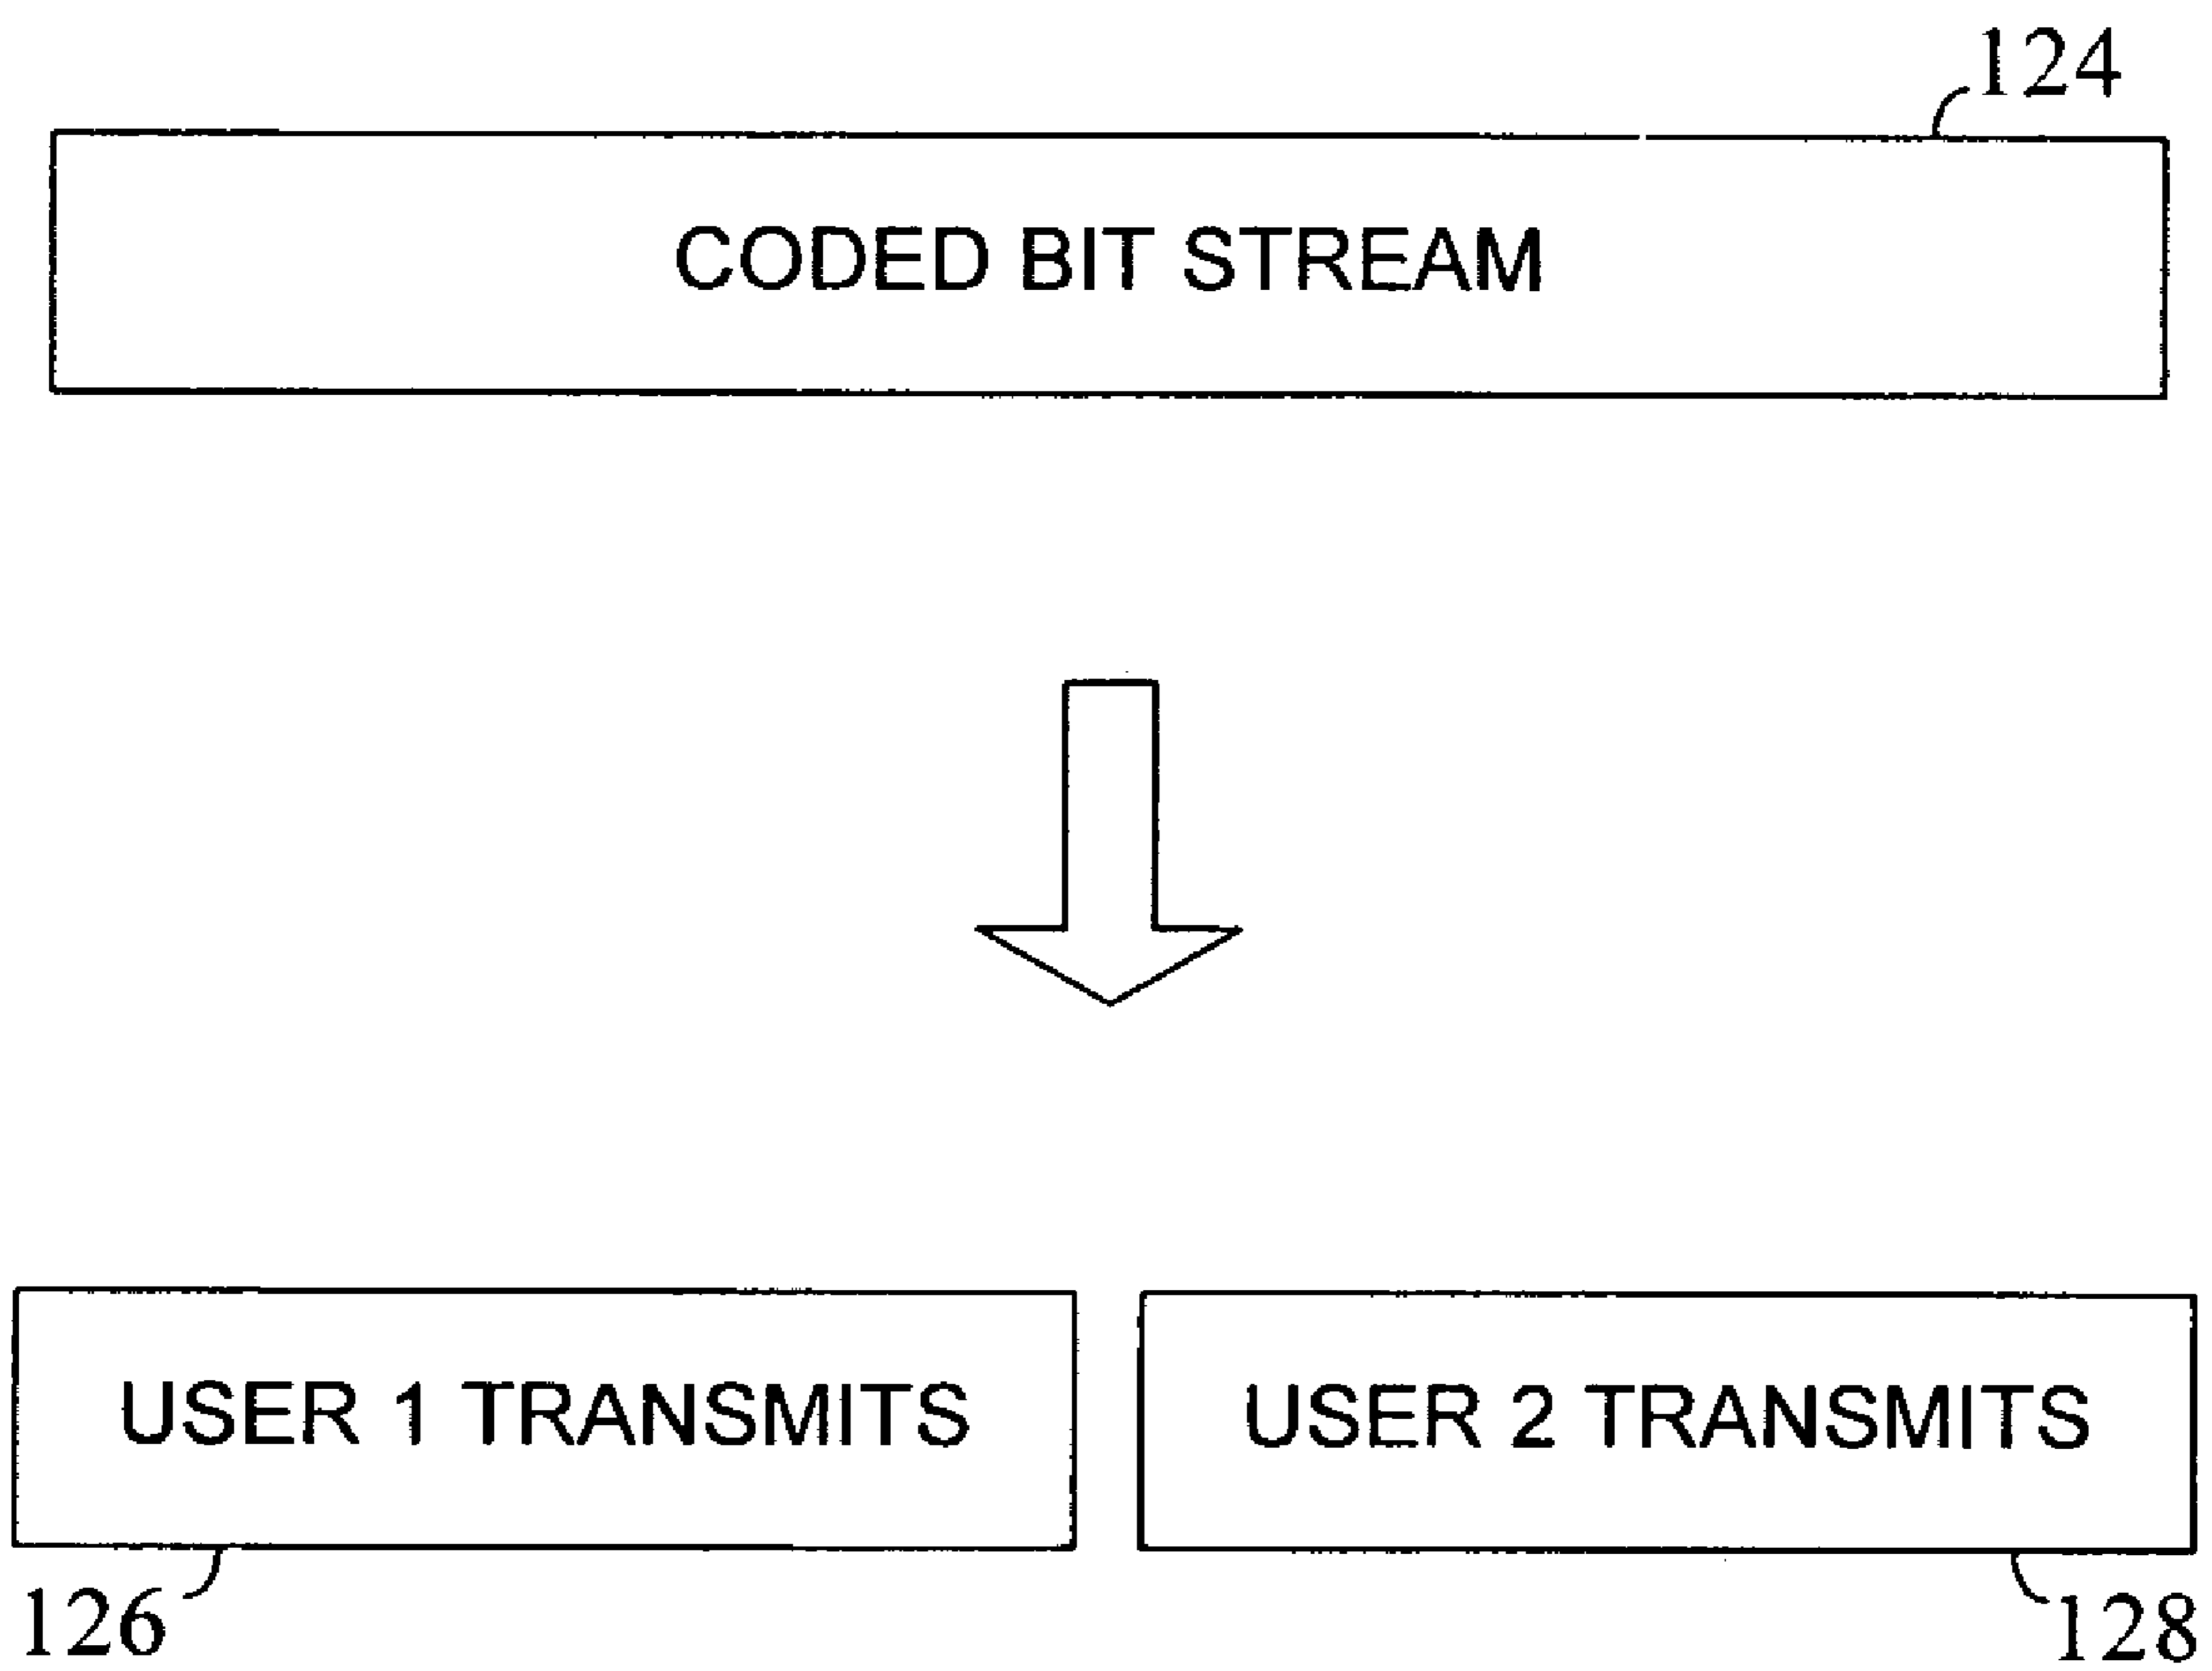 124
CODED BIT STREAM
USER 1 TRANSMITS
USER 2 TRANSMITS
126
128